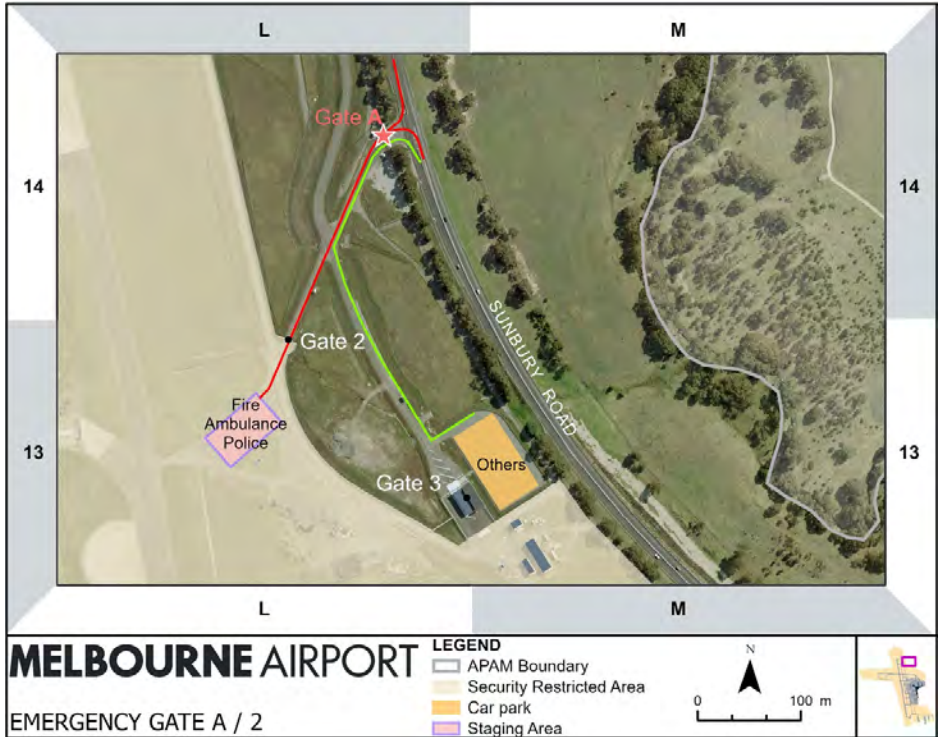 L
M
14
14
Gate A
SUNBURY ROAD
Gate 2
Fire
Ambulance
Police
13
13
Others
Gate 3
L
M
MELBOURNE AIRPORT
EMERGENCY GATE A / 2
LEGEND
APAM Boundary
Security Restricted Area
Car park
Staging Area
N
0
100 m